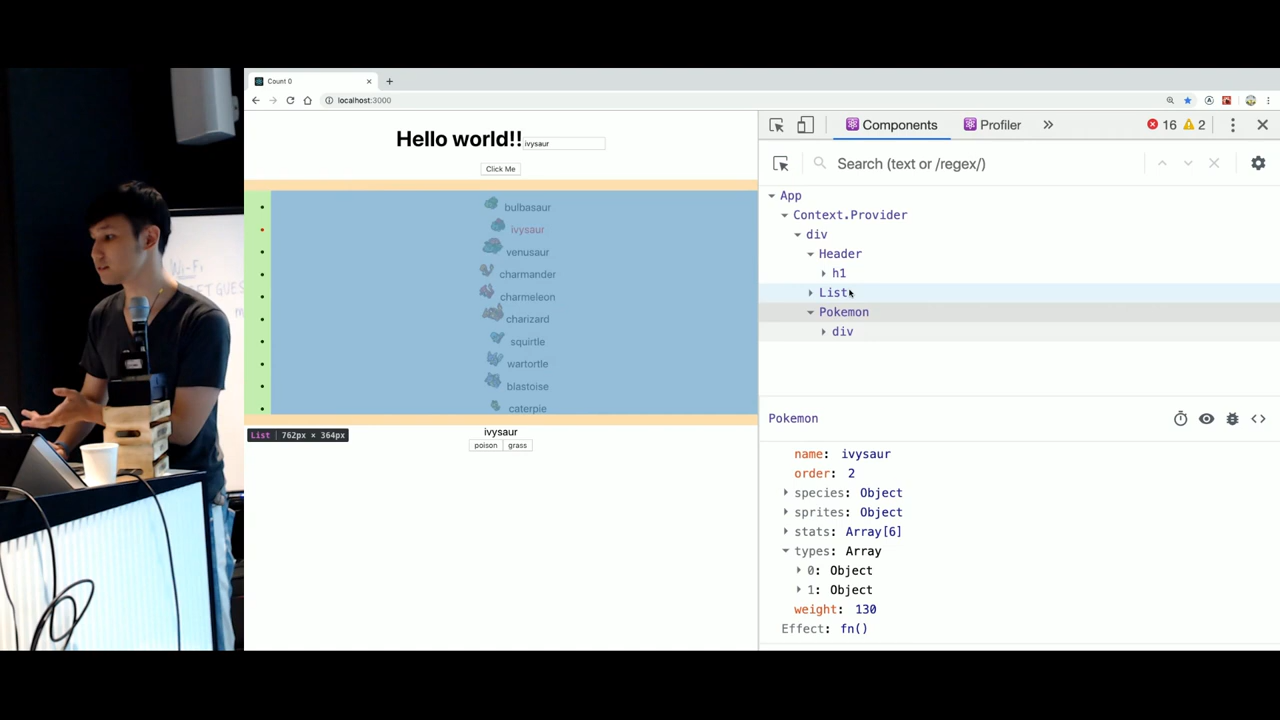 Count 0
localhost:3000
Hello world!!
ivysaur
Click Me
bulbasaur
ivysaur
venusaur
charmander
charmeleon
charizard
squirtle
wartortle
blastoise
caterpie
List | 762px × 364px
ivysaur
poison grass
Components Profiler » 16 2
Search (text or /regex/)
App
Context.Provider
div
Header
h1
List
Pokemon
div
Pokemon
name: ivysaur
order: 2
species: Object
sprites: Object
stats: Array[6]
types: Array
0: Object
1: Object
weight: 130
Effect: fn()
Wi-Fi